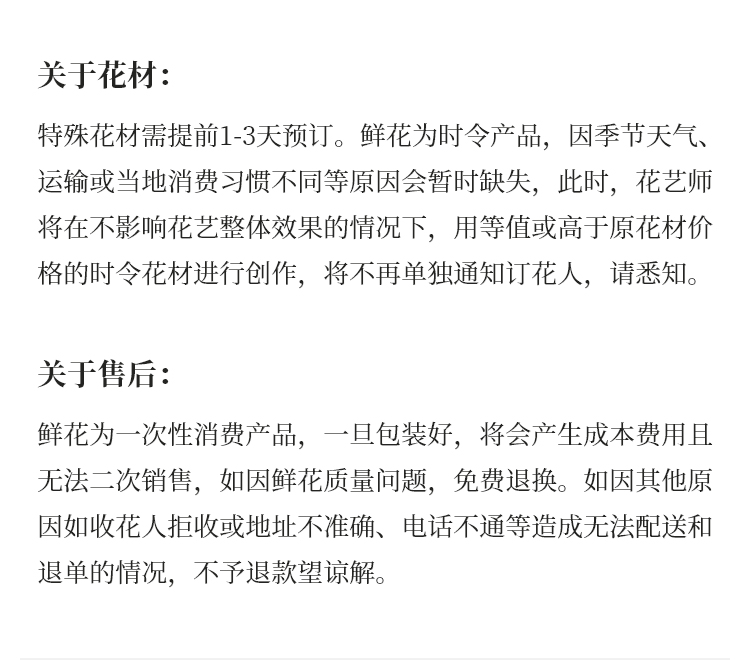 关于花材：
特殊花材需提前1-3天预订。鲜花为时令产品，因季节天气、
运输或当地消费习惯不同等原因会暂时缺失，此时，花艺师
将在不影响花艺整体效果的情况下，用等值或高于原花材价
格的时令花材进行创作，将不再单独通知订花人，请悉知。
关于售后：
鲜花为一次性消费产品，一旦包装好，将会产生成本费用且
无法二次销售，如因鲜花质量问题，免费退换。如因其他原
因如收花人拒收或地址不准确、电话不通等造成无法配送和
退单的情况，不予退款望谅解。